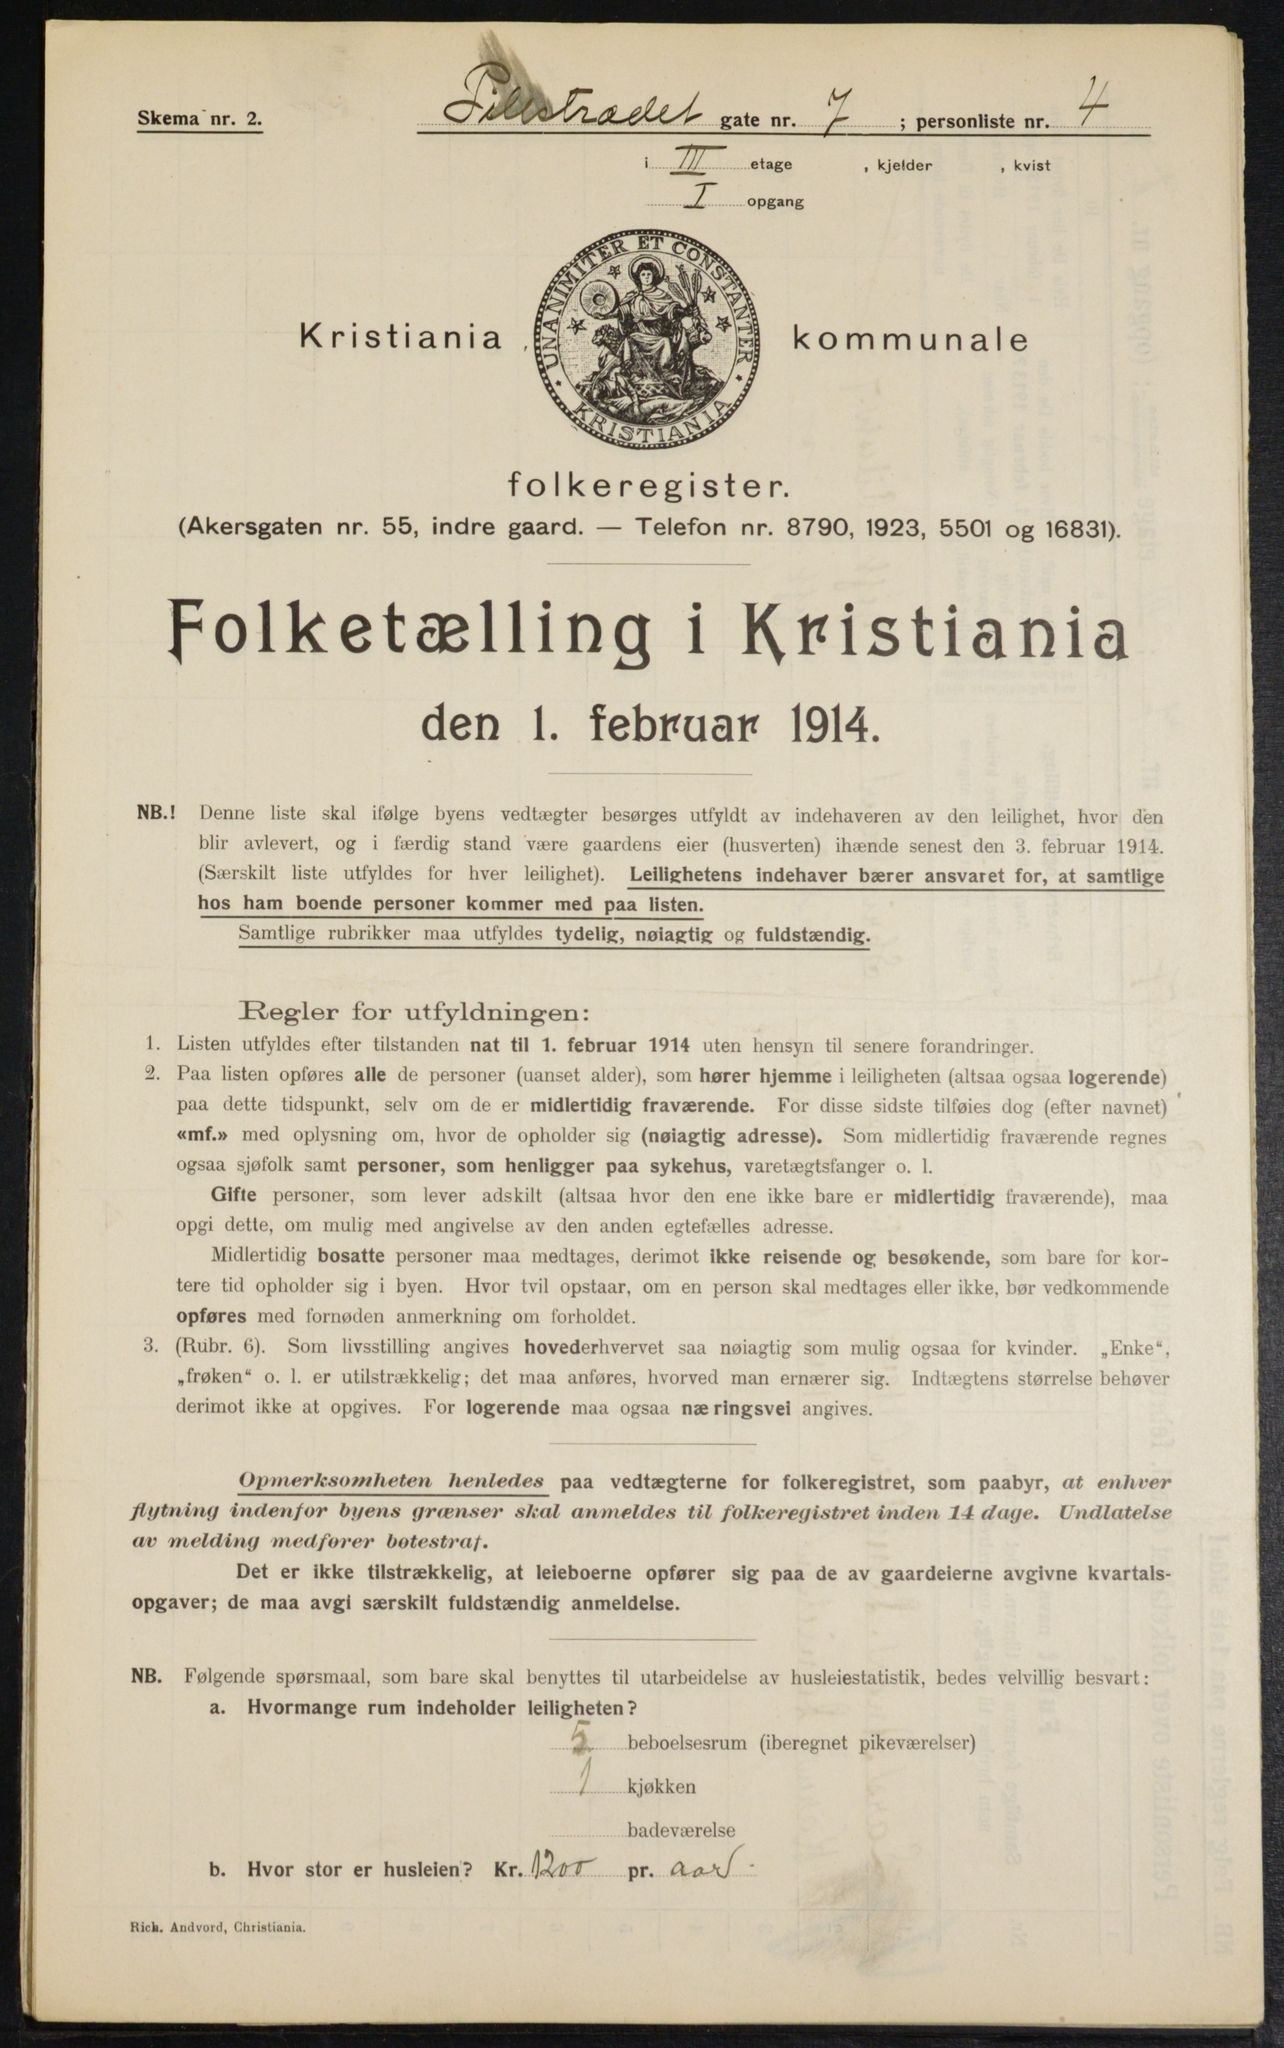 Skema nr. 2.
Pilestrædet gate nr. 7 ; personliste nr. 4
i III etage , kjelder , kvist
I opgang
UNANIMITER ET CONSTANTER
KRISTIANIA
Kristiania kommunale
folkeregister.
(Akersgaten nr. 55, indre gaard. — Telefon nr. 8790, 1923, 5501 og 16831).
Folketælling i Kristiania
den 1. februar 1914.
NB.! Denne liste skal ifølge byens vedtægter besørges utfyldt av indehaveren av den leilighet, hvor den
blir avlevert, og i færdig stand være gaardens eier (husverten) ihænde senest den 3. februar 1914.
(Særskilt liste utfyldes for hver leilighet). Leilighetens indehaver bærer ansvaret for, at samtlige
hos ham boende personer kommer med paa listen.
Samtlige rubrikker maa utfyldes tydelig, nøiagtig og fuldstændig.
Regler for utfyldningen:
1. Listen utfyldes efter tilstanden nat til 1. februar 1914 uten hensyn til senere forandringer.
2. Paa listen opføres alle de personer (uanset alder), som hører hjemme i leiligheten (altsaa ogsaa logerende)
paa dette tidspunkt, selv om de er midlertidig fraværende. For disse sidste tilføies dog (efter navnet)
«mf.» med oplysning om, hvor de opholder sig (nøiagtig adresse). Som midlertidig fraværende regnes
ogsaa sjøfolk samt personer, som henligger paa sykehus, varetægtsfanger o. l.
Gifte personer, som lever adskilt (altsaa hvor den ene ikke bare er midlertidig fraværende), maa
opgi dette, om mulig med angivelse av den anden egtefælles adresse.
Midlertidig bosatte personer maa medtages, derimot ikke reisende og besøkende, som bare for kor-
tere tid opholder sig i byen. Hvor tvil opstaar, om en person skal medtages eller ikke, bør vedkommende
opføres med fornøden anmerkning om forholdet.
3. (Rubr. 6). Som livsstilling angives hovederhvervet saa nøiagtig som mulig ogsaa for kvinder. „Enke“,
„frøken“ o. l. er utilstrækkelig; det maa anføres, hvorved man ernærer sig. Indtægtens størrelse behøver
derimot ikke at opgives. For logerende maa ogsaa næringsvei angives.
Opmerksomheten henledes paa vedtægterne for folkeregistret, som paabyr, at enhver
flytning indenfor byens grænser skal anmeldes til folkeregistret inden 14 dage. Undlatelse
av melding medfører bøtestraf.
Det er ikke tilstrækkelig, at leieboerne opfører sig paa de av gaardeierne avgivne kvartals-
opgaver; de maa avgi særskilt fuldstændig anmeldelse.
NB. Følgende spørsmaal, som bare skal benyttes til utarbeidelse av husleiestatistik, bedes velvillig besvart:
a. Hvormange rum indeholder leiligheten?
5 beboelsesrum (iberegnet pikeværelser)
1 kjøkken
badeværelse
b. Hvor stor er husleien? Kr. 1200 pr. aar
Rich. Andvord, Christiania.